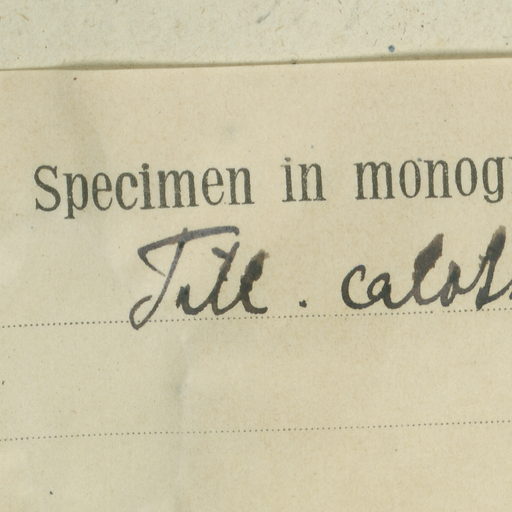 Specimen in monog
Till. calot